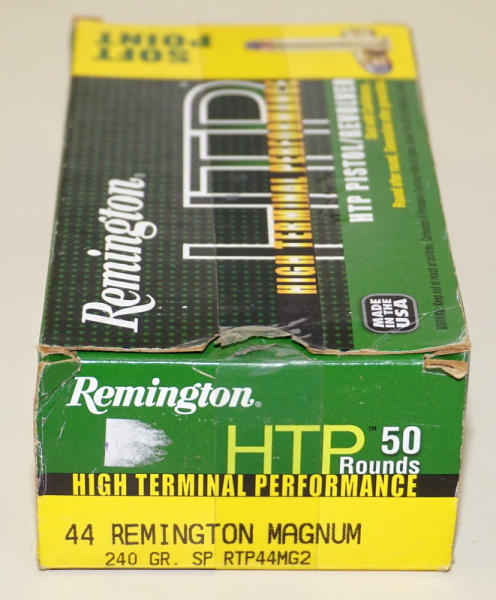 SOFT
POINT
Remington®
HTP
HIGH TERMINAL PERFORMANCE
HTP PISTOL/REVOLVER
MADE
IN THE
USA
Remington®
HTP™ 50
Rounds
HIGH TERMINAL PERFORMANCE
44 REMINGTON MAGNUM
240 GR. SP RTP44MG2